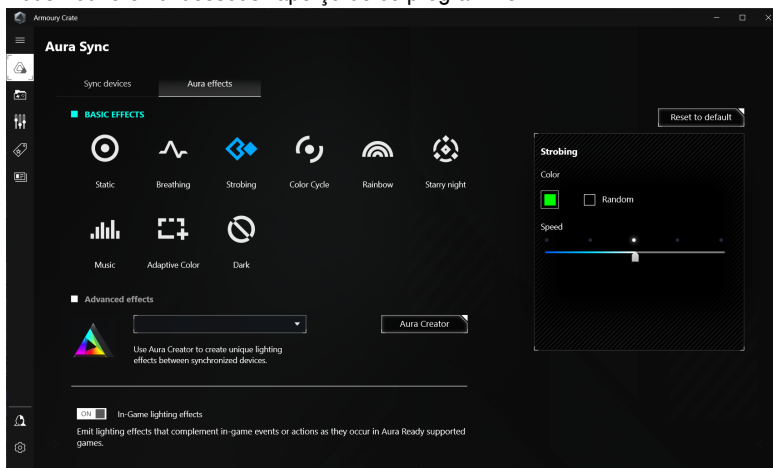 Armoury Crate
Aura Sync
Sync devices
Aura effects
BASIC EFFECTS
Reset to default
Static
Breathing
Strobing
Color Cycle
Rainbow
Starry night
Music
Adaptive Color
Dark
Strobing
Color
Random
Speed
Advanced effects
Aura Creator
Use Aura Creator to create unique lighting
effects between synchronized devices.
ON
In-Game lighting effects
Emit lighting effects that complement in-game events or actions as they occur in Aura Ready supported
games.